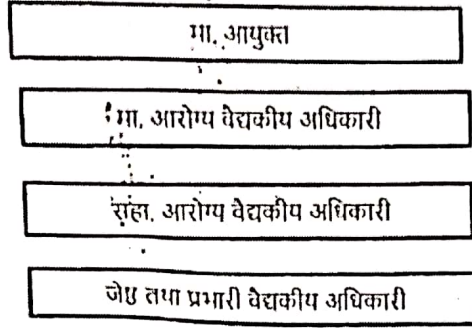 मा. आयुक्त
मा. आरोग्य वैद्यकीय अधिकारी
सहा. आरोग्य वैद्यकीय अधिकारी
जेष्ठ तथा प्रभारी वैद्यकीय अधिकारी